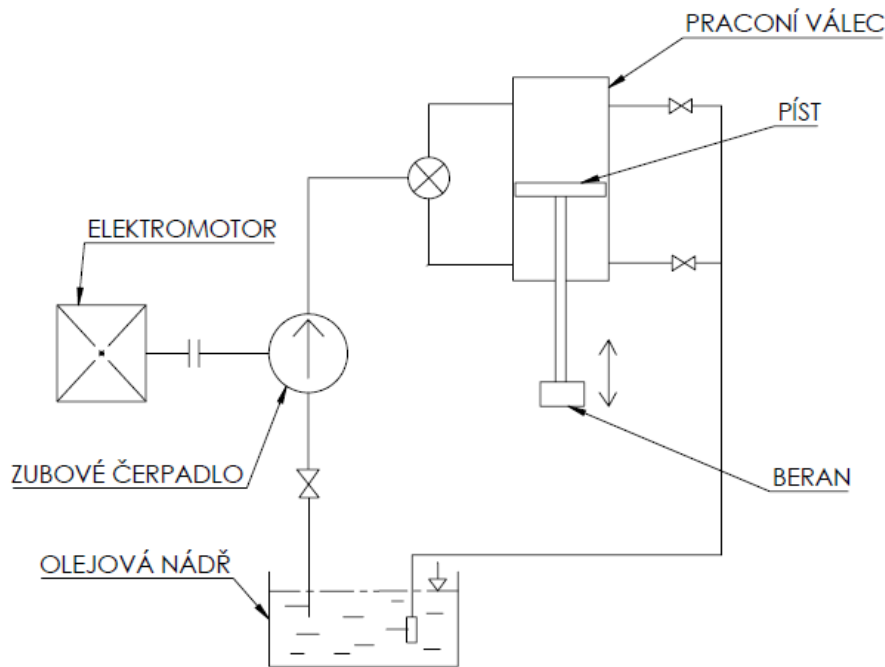 PRACONÍ VÁLEC
PÍST
ELEKTROMOTOR
ZUBOVÉ ČERPADLO
BERAN
OLEJOVÁ NÁDŘ